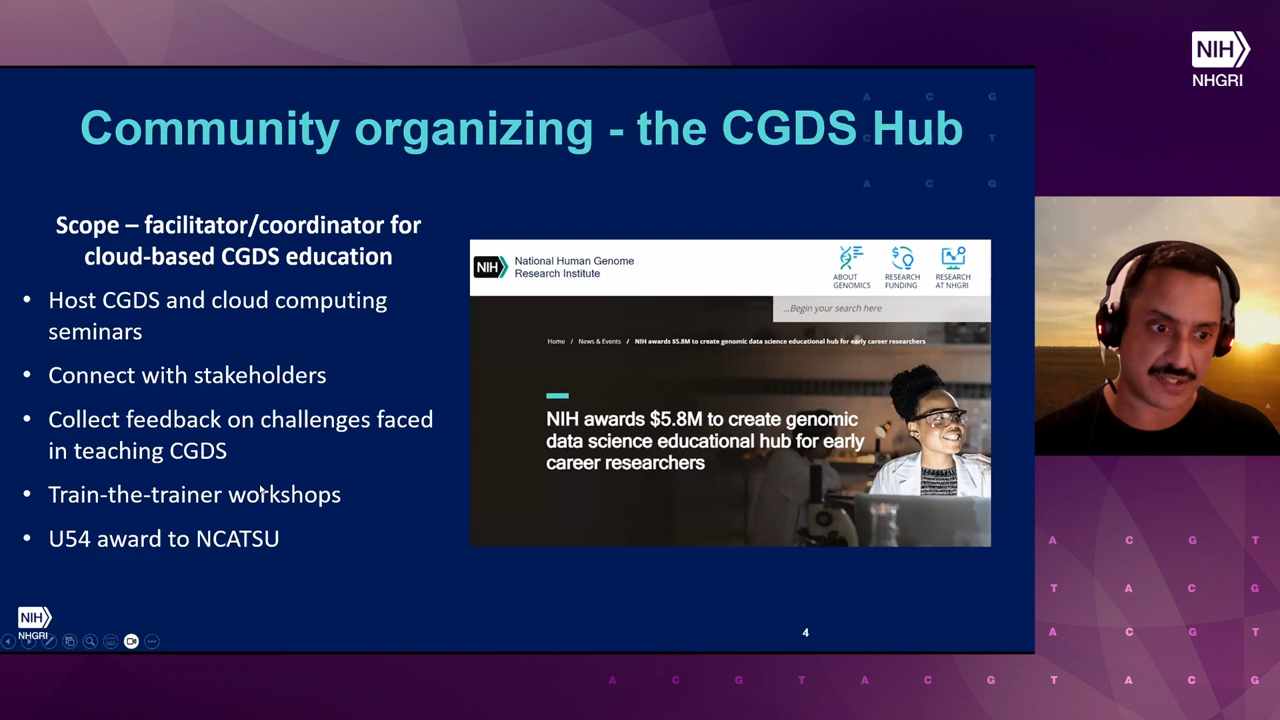 NIH
NHGRI
Community organizing - the CGDS Hub
Scope – facilitator/coordinator for
cloud-based CGDS education
• Host CGDS and cloud computing
seminars
• Connect with stakeholders
• Collect feedback on challenges faced
in teaching CGDS
• Train-the-trainer workshops
• U54 award to NCATSU
NIH
National Human Genome
Research Institute
ABOUT
GENOMICS
RESEARCH
FUNDING
RESEARCH
AT NHGRI
...Begin your search here
Home / News & Events / NIH awards $5.8M to create genomic data science educational hub for early career researchers
NIH awards $5.8M to create genomic
data science educational hub for early
career researchers
NIH
NHGRI
4
A C G
C T
A C G
A C G T
T A C G
A C G T
A C G T A C G T A C G